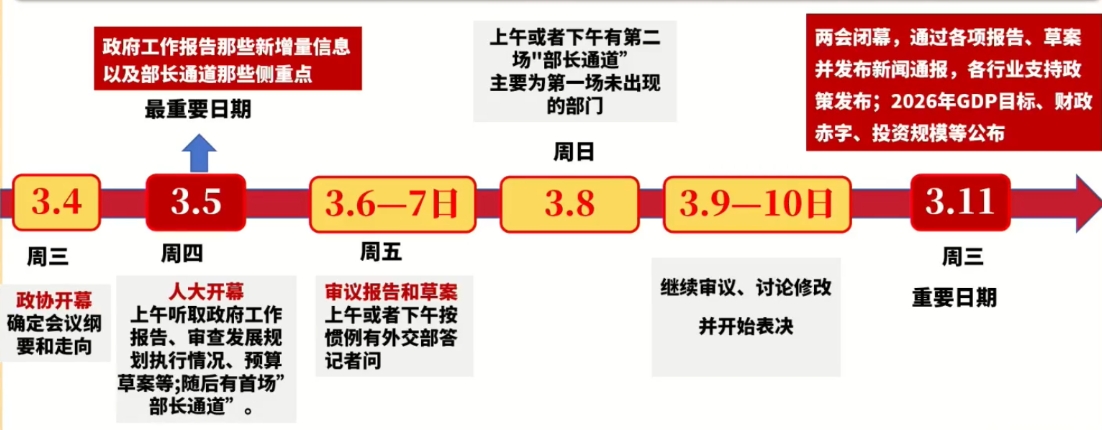 政府工作报告那些新增量信息
以及部长通道那些侧重点
最重要日期
上午或者下午有第二
场"部长通道”
主要为第一场未出现
的部门
周日
两会闭幕，通过各项报告、草案
并发布新闻通报，各行业支持政
策发布；2026年GDP目标、财政
赤字、投资规模等公布
3.4
3.5
3.6—7日
3.8
3.9—10日
3.11
周三
周四
周五
周三
重要日期
政协开幕
确定会议纲
要和走向
人大开幕
上午听取政府工作
报告、审查发展规
划执行情况、预算
草案等;随后有首场”
部长通道”。
审议报告和草案
上午或者下午按
惯例有外交部答
记者问
继续审议、讨论修改
并开始表决